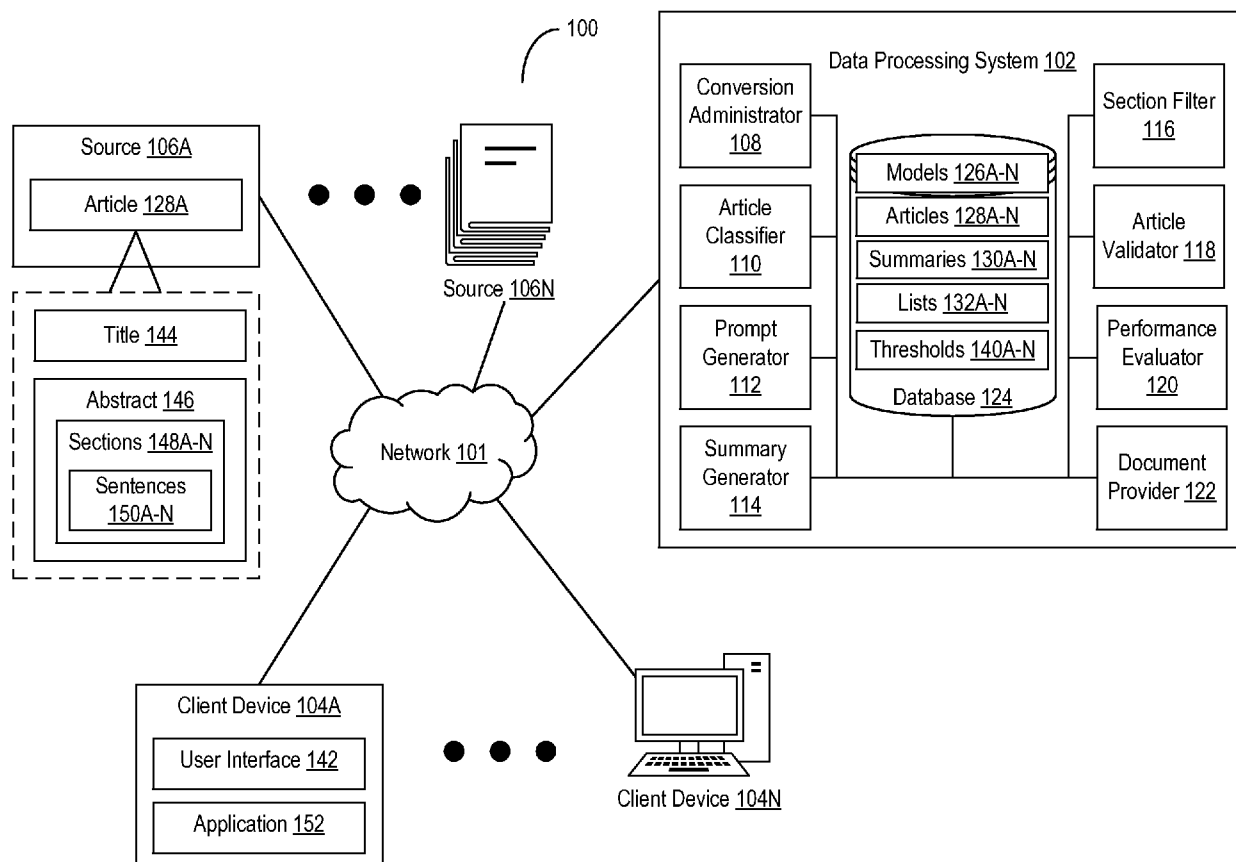 100
Source 106A
Article 128A
Title 144
Abstract 146
Sections 148A-N
Sentences
150A-N
Source 106N
Network 101
Data Processing System 102
Conversion
Administrator
108
Article
Classifier
110
Prompt
Generator
112
Summary
Generator
114
Models 126A-N
Articles 128A-N
Summaries 130A-N
Lists 132A-N
Thresholds 140A-N
Database 124
Section Filter
116
Article
Validator 118
Performance
Evaluator
120
Document
Provider 122
Client Device 104A
User Interface 142
Application 152
Client Device 104N